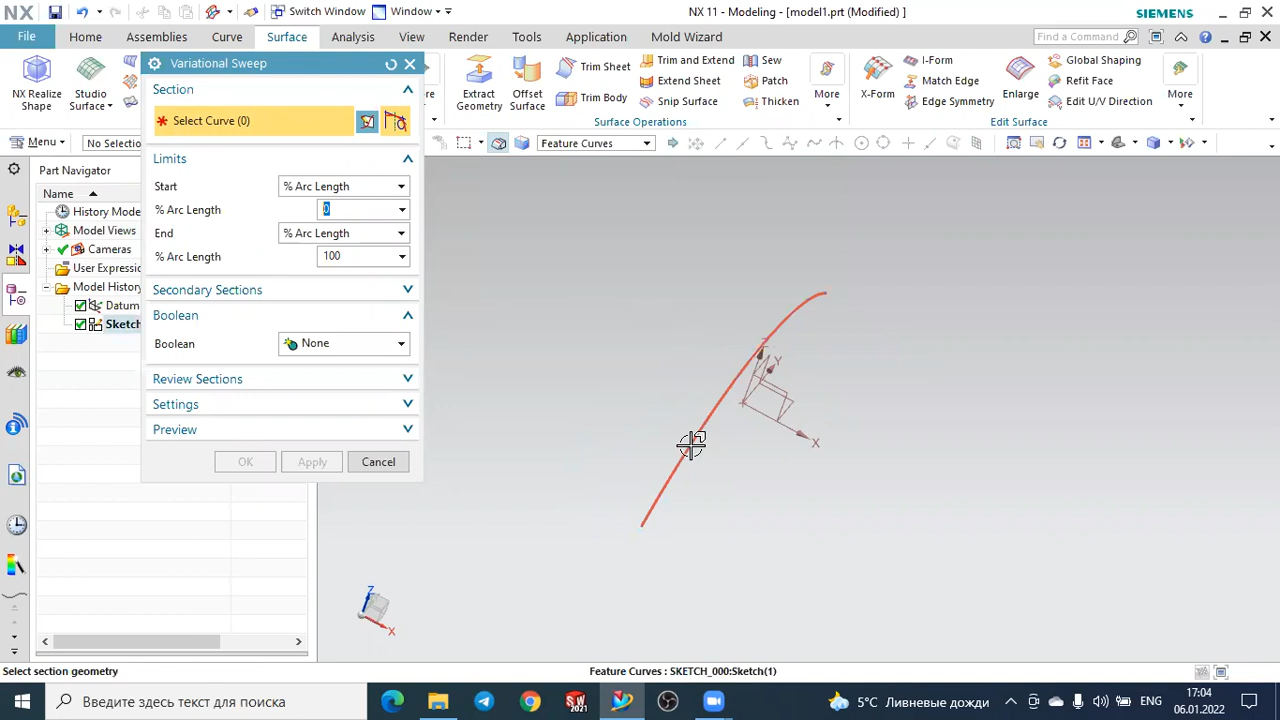 NX
Switch Window
Window
NX 11 - Modeling - [model1.prt (Modified) ]
SIEMENS
File
Home
Assemblies
Curve
Surface
Analysis
View
Render
Tools
Application
Mold Wizard
Find a Command
NX Realize Shape
Studio Surface
Variational Sweep
Section
Select Curve (0)
Limits
Start
% Arc Length
% Arc Length
0
End
% Arc Length
% Arc Length
100
Secondary Sections
Boolean
Boolean
None
Review Sections
Settings
Preview
OK
Apply
Cancel
Extract Geometry
Offset Surface
Trim Sheet
Trim Body
Trim and Extend
Extend Sheet
Snip Surface
Sew
Patch
Thicken
More
Surface Operations
X-Form
I-Form
Match Edge
Edge Symmetry
Enlarge
Global Shaping
Refit Face
Edit U/V Direction
More
Edit Surface
Menu
No Selection
Feature Curves
Part Navigator
Name
History Mode
Model Views
Cameras
User Expressio
Model History
Datum
Sketch
Y
X
Z
X
Select section geometry
Feature Curves : SKETCH_000:Sketch(1)
Введите здесь текст для поиска
SW
2021
5°C Ливневые дожди
ENG
17:04
06.01.2022